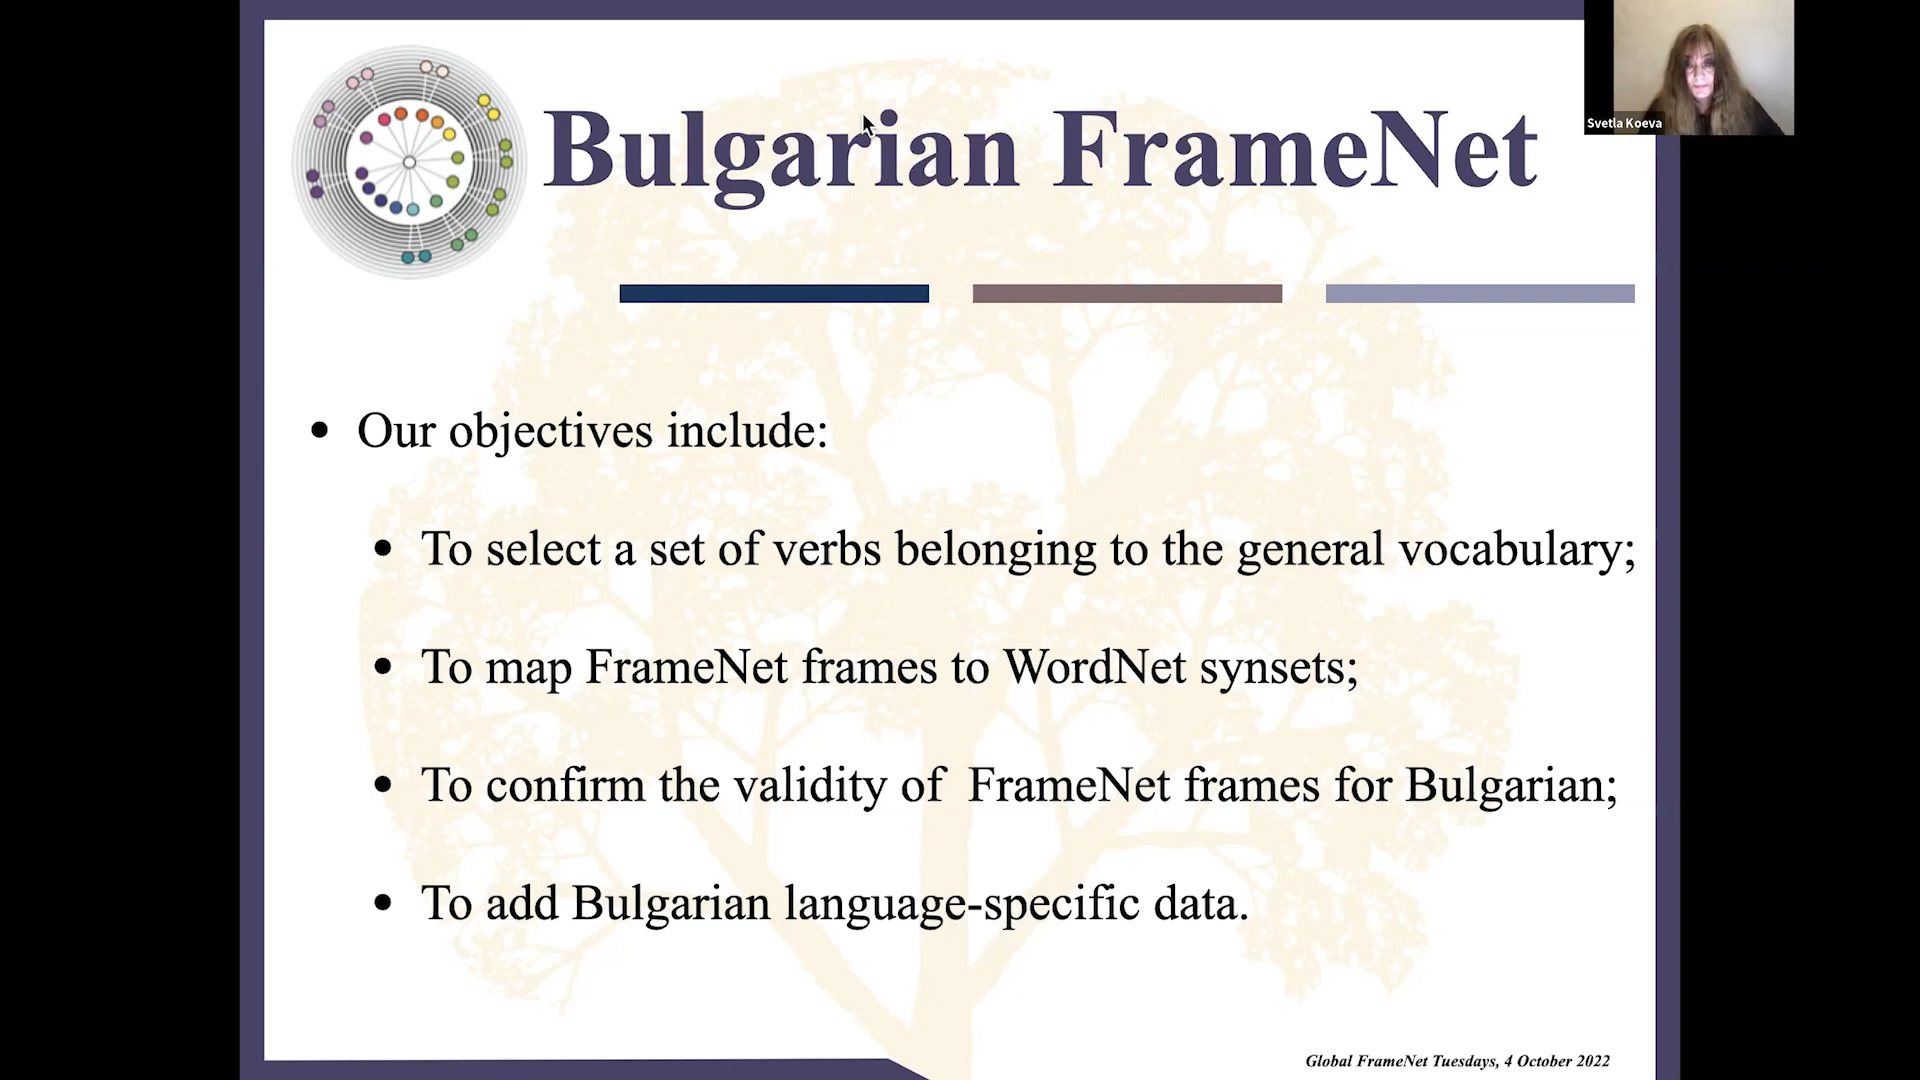 Bulgarian FrameNet
Svetla Koeva
• Our objectives include:
• To select a set of verbs belonging to the general vocabulary;
• To map FrameNet frames to WordNet synsets;
• To confirm the validity of FrameNet frames for Bulgarian;
• To add Bulgarian language-specific data.
Global FrameNet Tuesdays, 4 October 2022